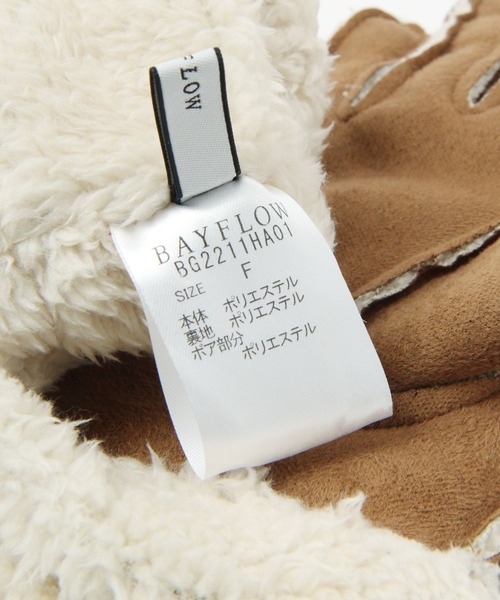 FLOW
BAYFLOW
BG2211HA01
SIZE F
本体 ポリエステル
裏地 ポリエステル
ボア部分 ポリエステル